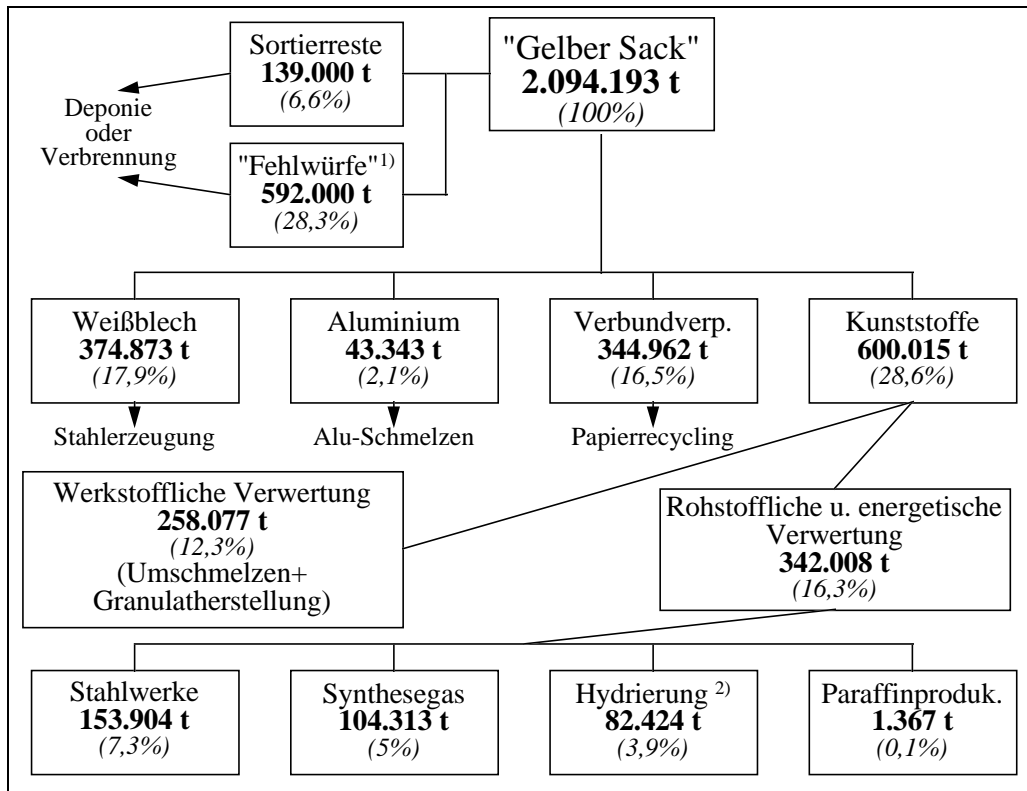 Sortierreste
139.000 t
(6,6%)
"Gelber Sack"
2.094.193 t
(100%)
Deponie
oder
Verbrennung
"Fehlwürfe" 1)
592.000 t
(28,3%)
Weißblech
374.873 t
(17,9%)
Aluminium
43.343 t
(2,1%)
Verbundverp.
344.962 t
(16,5%)
Kunststoffe
600.015 t
(28,6%)
Stahlerzeugung
Alu-Schmelzen
Papierrecycling
Werkstoffliche Verwertung
258.077 t
(12,3%)
(Umschmelzen+
Granulatherstellung)
Rohstoffliche u. energetische
Verwertung
342.008 t
(16,3%)
Stahlwerke
153.904 t
(7,3%)
Synthesegas
104.313 t
(5%)
Hydrierung 2)
82.424 t
(3,9%)
Paraffinproduk.
1.367 t
(0,1%)